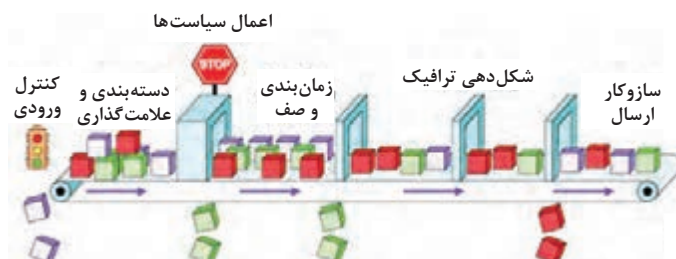 اعمال سیاست‌ها
STOP
کنترل
ورودی
دسته‌بندی و
علامت‌گذاری
زمان‌بندی
و صف
شکل‌دهی ترافیک
سازوکار
ارسال